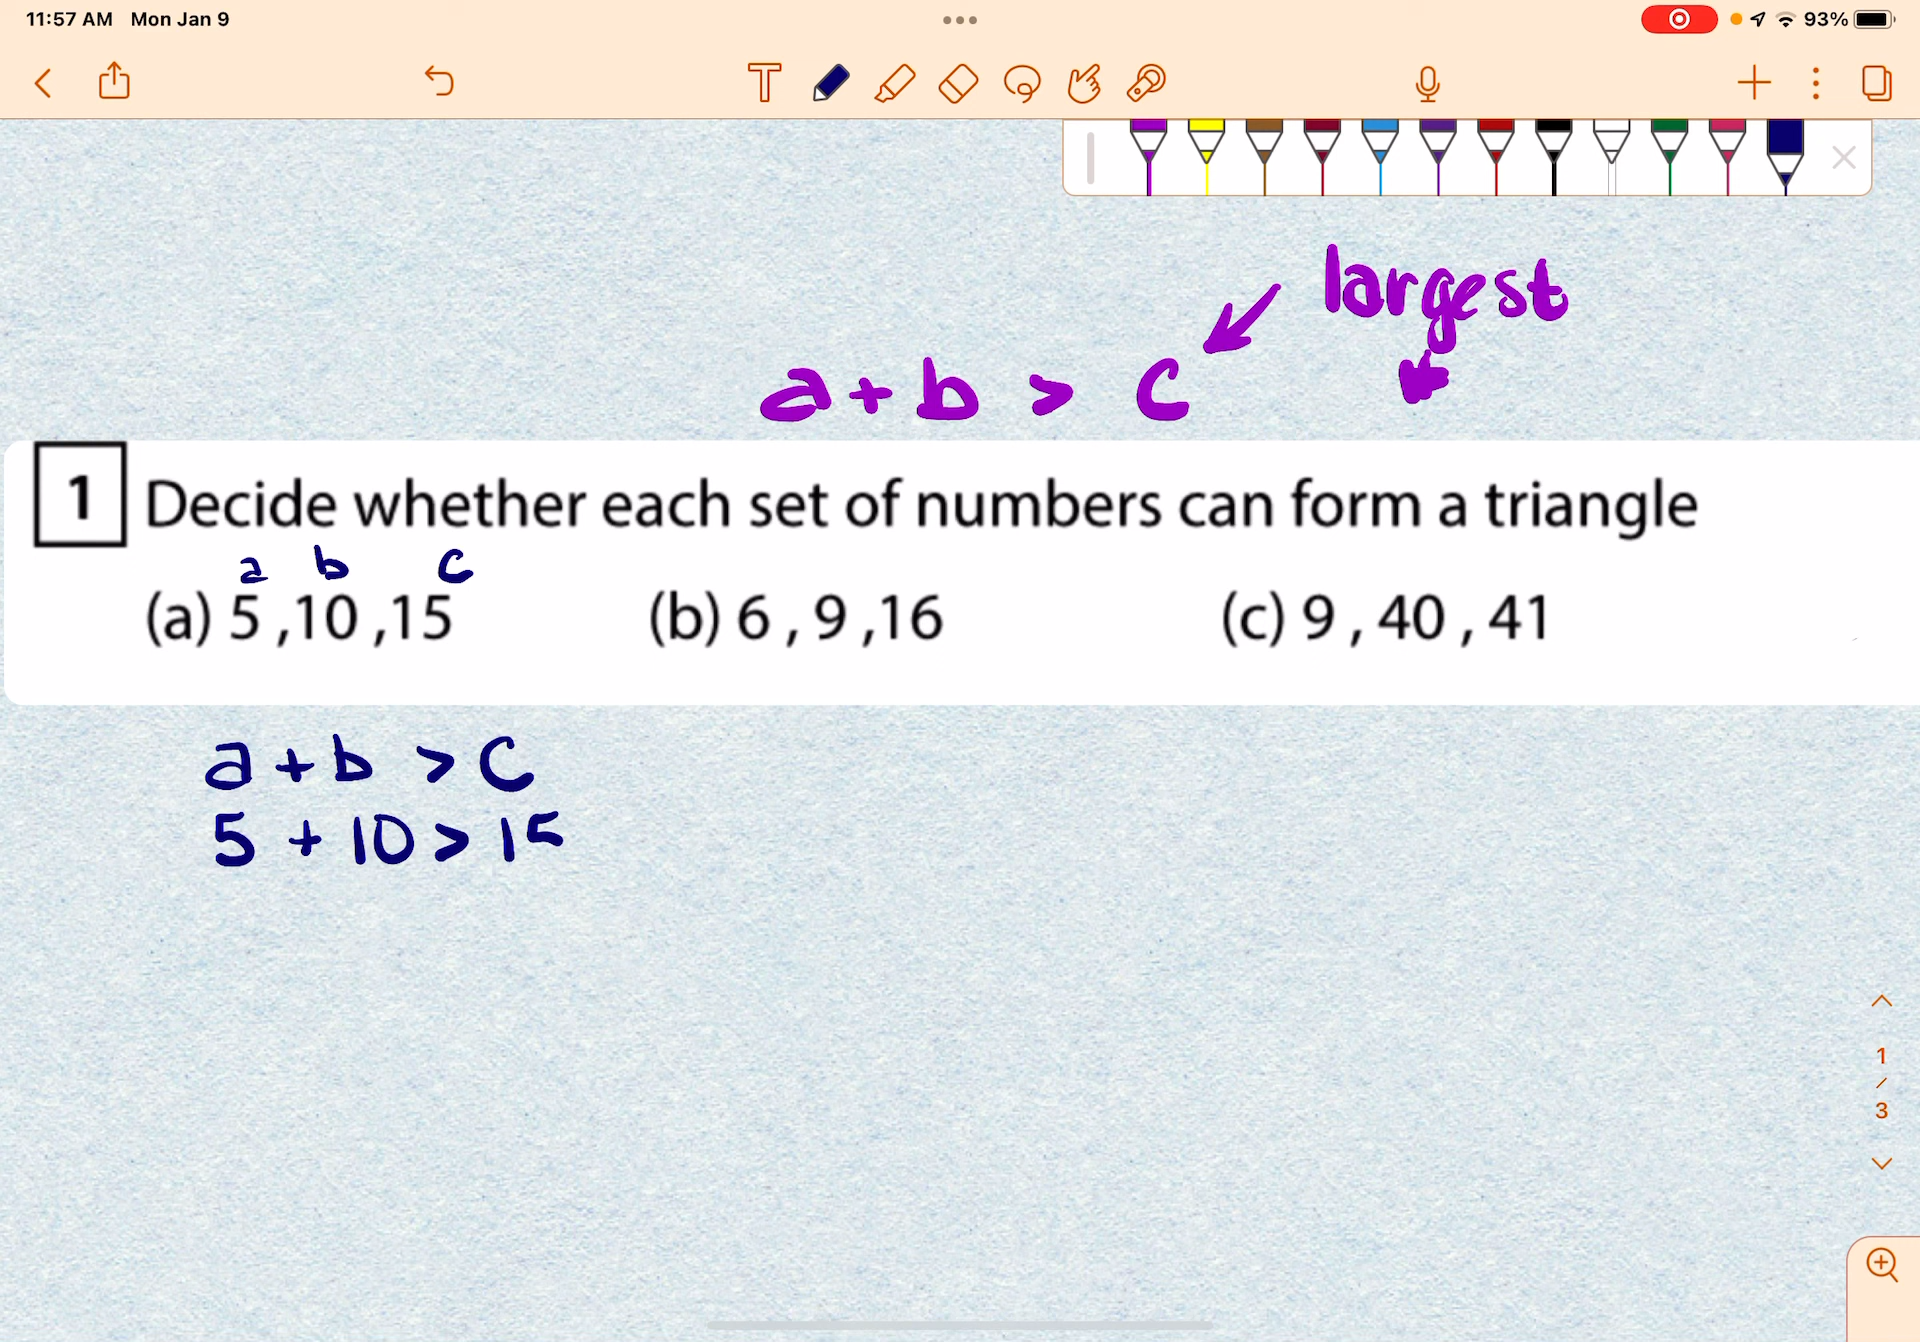 11:57 AM Mon Jan 9
93%
T
largest
a + b > c
1 Decide whether each set of numbers can form a triangle
a b c
(a) 5 ,10 ,15 (b) 6 , 9 ,16 (c) 9 , 40 , 41
a + b > c
5 + 10 > 15
1
/
3